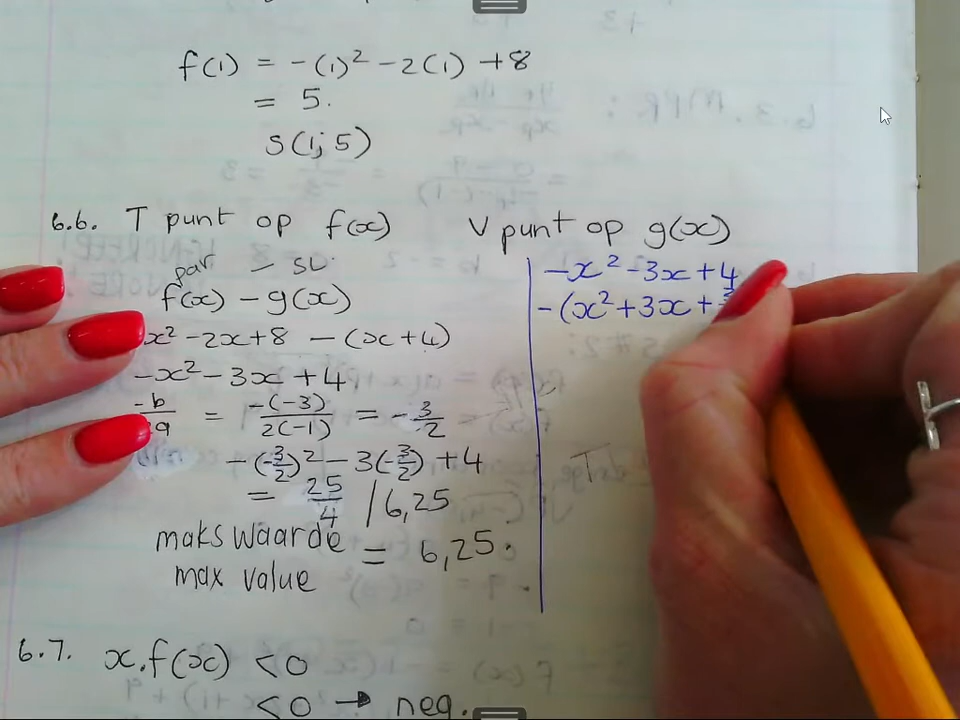 f(1) = -(1)² - 2(1) + 8
= 5.
S(1; 5)
6.6. T punt op f(x) V punt op g(x)
par - SL
f(x) - g(x)
x² - 2x + 8 - (x + 4)
-x² - 3x + 4
-b = -(-3)/2(-1) = -3/2
-(-3/2)² - 3(-3/2) + 4
= 25/4 / 6,25
maks waarde = 6,25.
max value
-x² - 3x + 4
-(x² + 3x +
6.7. x.f(x) < 0
< 0 → neg.